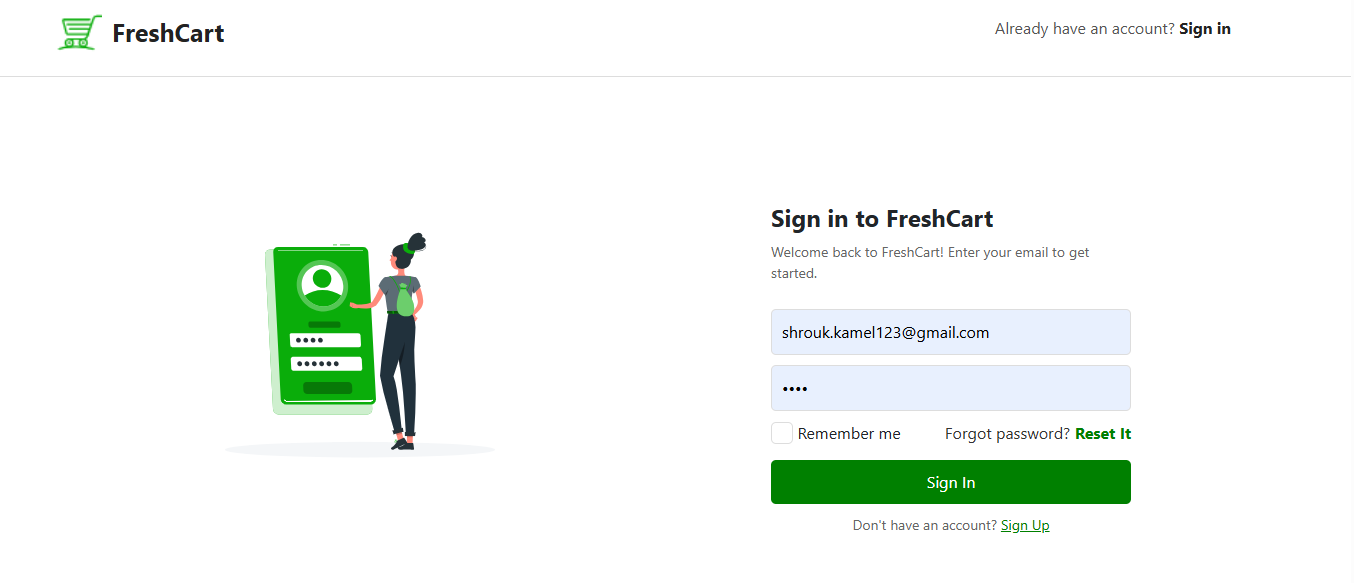 FreshCart
Already have an account? Sign in
Sign in to FreshCart
Welcome back to FreshCart! Enter your email to get
started.
shrouk.kamel123@gmail.com
••••
Remember me
Forgot password? Reset It
Sign In
Don't have an account? Sign Up